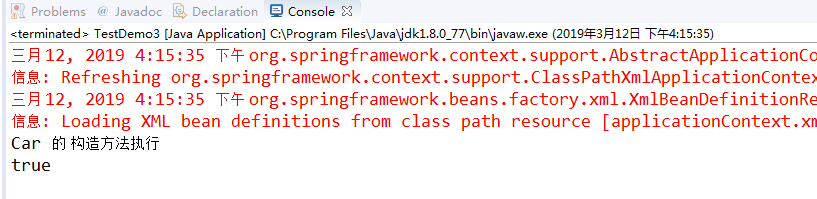 Problems @ Javadoc Declaration Console
<terminated> TestDemo3 [Java Application] C:\Program Files\Java\jdk1.8.0_77\bin\javaw.exe (2019年3月12日 下午4:15:35)
三月 12, 2019 4:15:35 下午 org.springframework.context.support.AbstractApplicationCo
信息: Refreshing org.springframework.context.support.ClassPathXmlApplicationContex
三月 12, 2019 4:15:35 下午 org.springframework.beans.factory.xml.XmlBeanDefinitionRe
信息: Loading XML bean definitions from class path resource [applicationContext.xm
Car 的构造方法执行
true